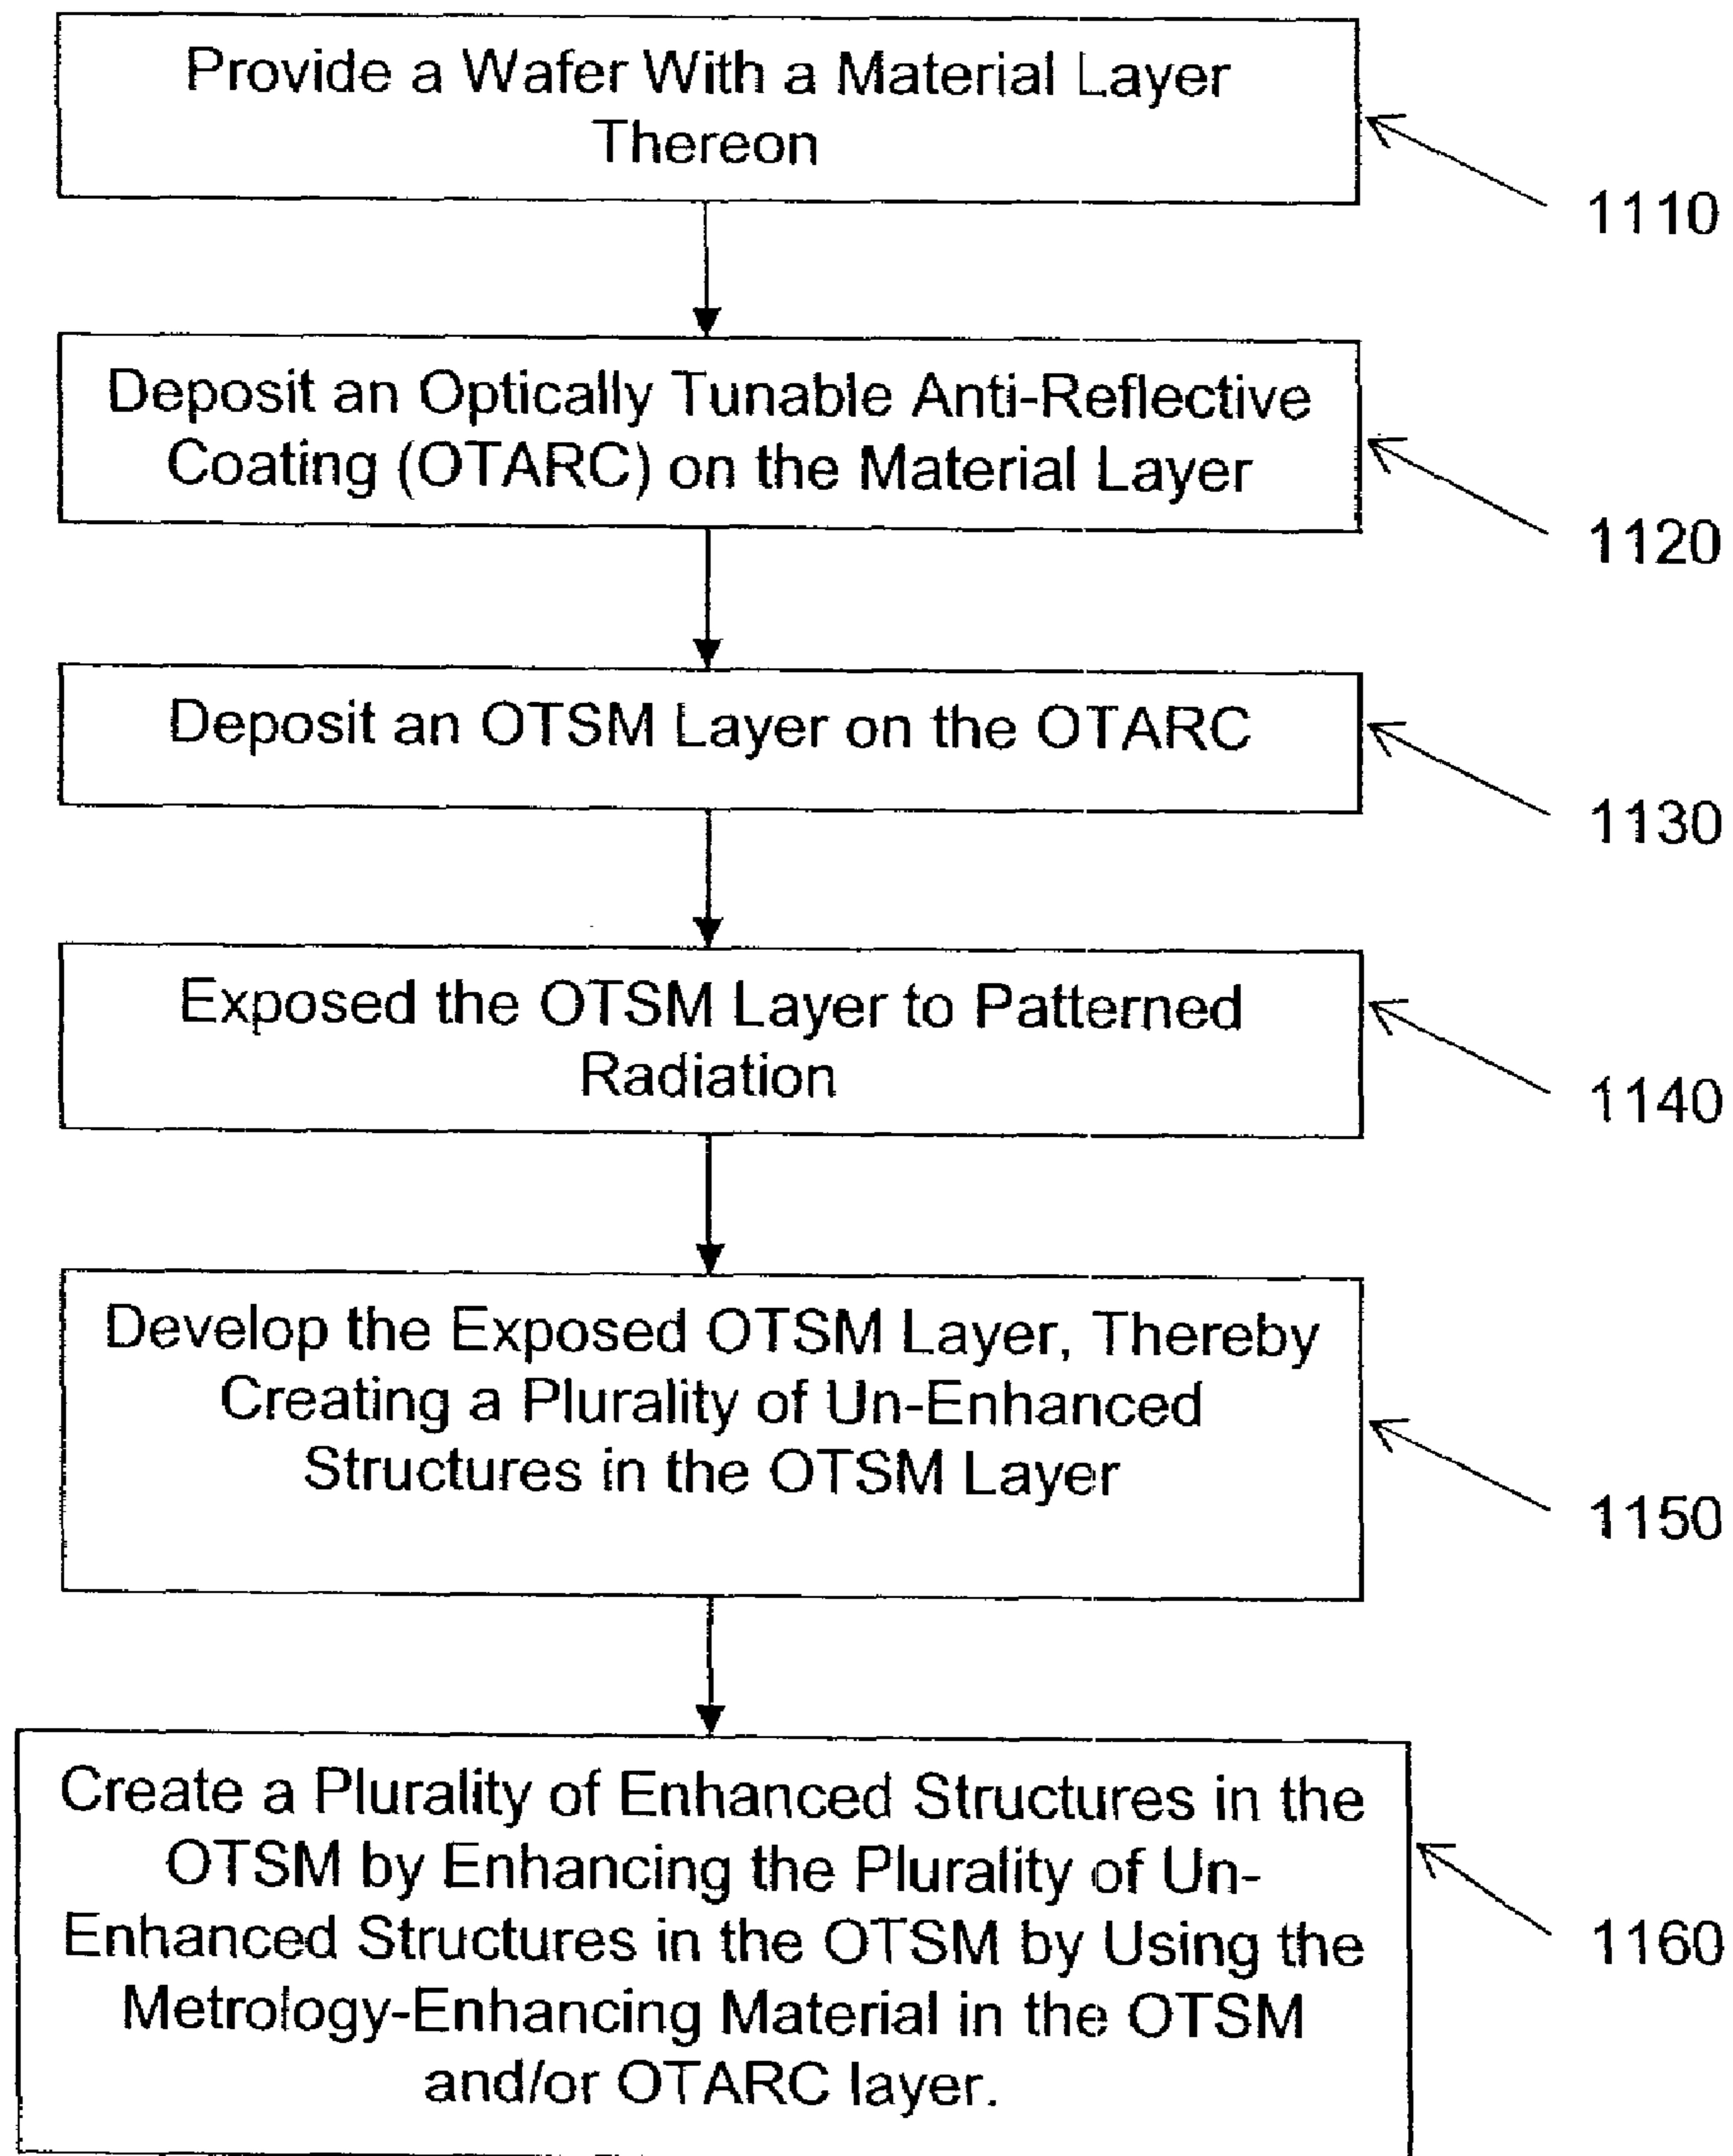 Provide a Wafer With a Material Layer
Thereon
1110
Deposit an Optically Tunable Anti-Reflective
Coating (OTARC) on the Material Layer
1120
Deposit an OTSM Layer on the OTARC
1130
Exposed the OTSM Layer to Patterned
Radiation
1140
Develop the Exposed OTSM Layer, Thereby
Creating a Plurality of Un-Enhanced
Structures in the OTSM Layer
1150
Create a Plurality of Enhanced Structures in the
OTSM by Enhancing the Plurality of Un-
Enhanced Structures in the OTSM by Using the
Metrology-Enhancing Material in the OTSM
and/or OTARC layer.
1160